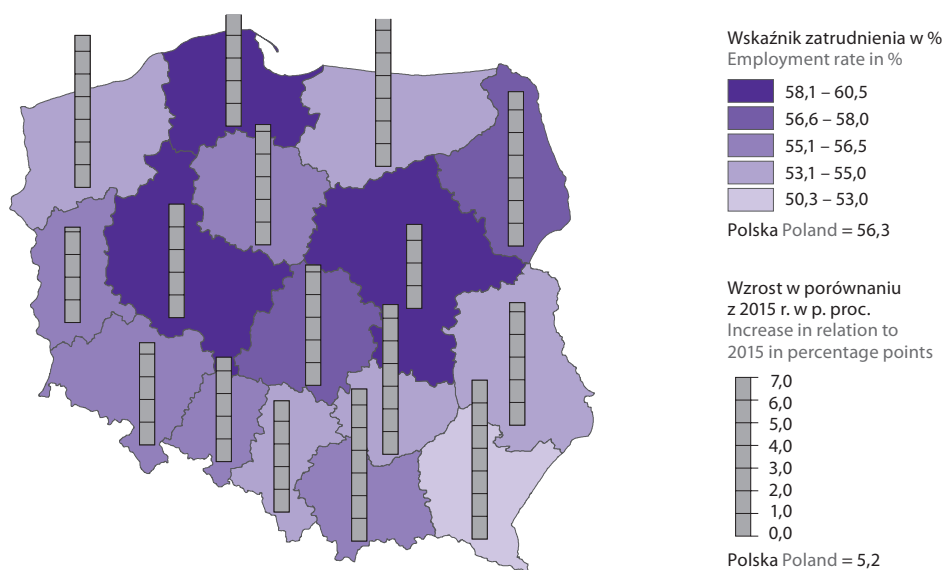 Wskaźnik zatrudnienia w %
Employment rate in %
58,1 – 60,5
56,6 – 58,0
55,1 – 56,5
53,1 – 55,0
50,3 – 53,0
Polska Poland = 56,3
Wzrost w porównaniu
z 2015 r. w p. proc.
Increase in relation to
2015 in percentage points
7,0
6,0
5,0
4,0
3,0
2,0
1,0
0,0
Polska Poland = 5,2